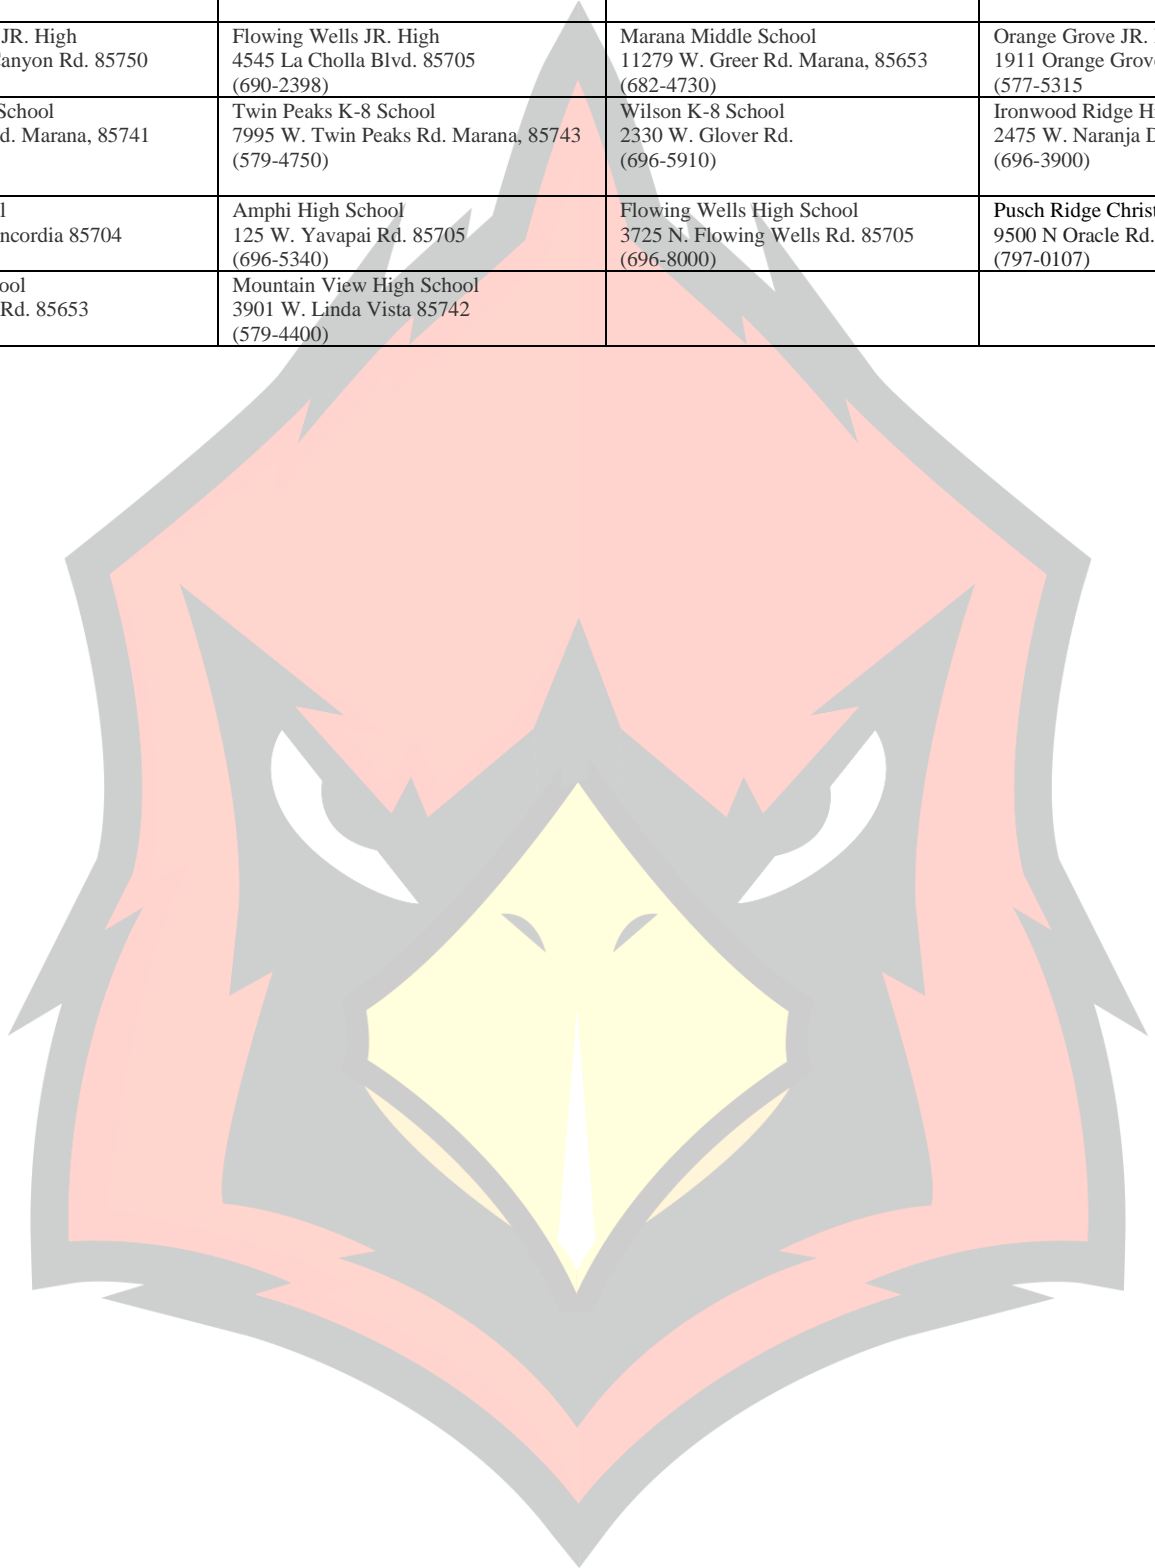 JR. High
anyon Rd. 85750
Flowing Wells JR. High
4545 La Cholla Blvd. 85705
(690-2398)
Marana Middle School
11279 W. Greer Rd. Marana, 85653
(682-4730)
Orange Grove JR.
1911 Orange Grove
(577-5315
School
d. Marana, 85741
Twin Peaks K-8 School
7995 W. Twin Peaks Rd. Marana, 85743
(579-4750)
Wilson K-8 School
2330 W. Glover Rd.
(696-5910)
Ironwood Ridge Hi
2475 W. Naranja D
(696-3900)
l
ncordia 85704
Amphi High School
125 W. Yavapai Rd. 85705
(696-5340)
Flowing Wells High School
3725 N. Flowing Wells Rd. 85705
(696-8000)
Pusch Ridge Christ
9500 N Oracle Rd.
(797-0107)
ool
Rd. 85653
Mountain View High School
3901 W. Linda Vista 85742
(579-4400)